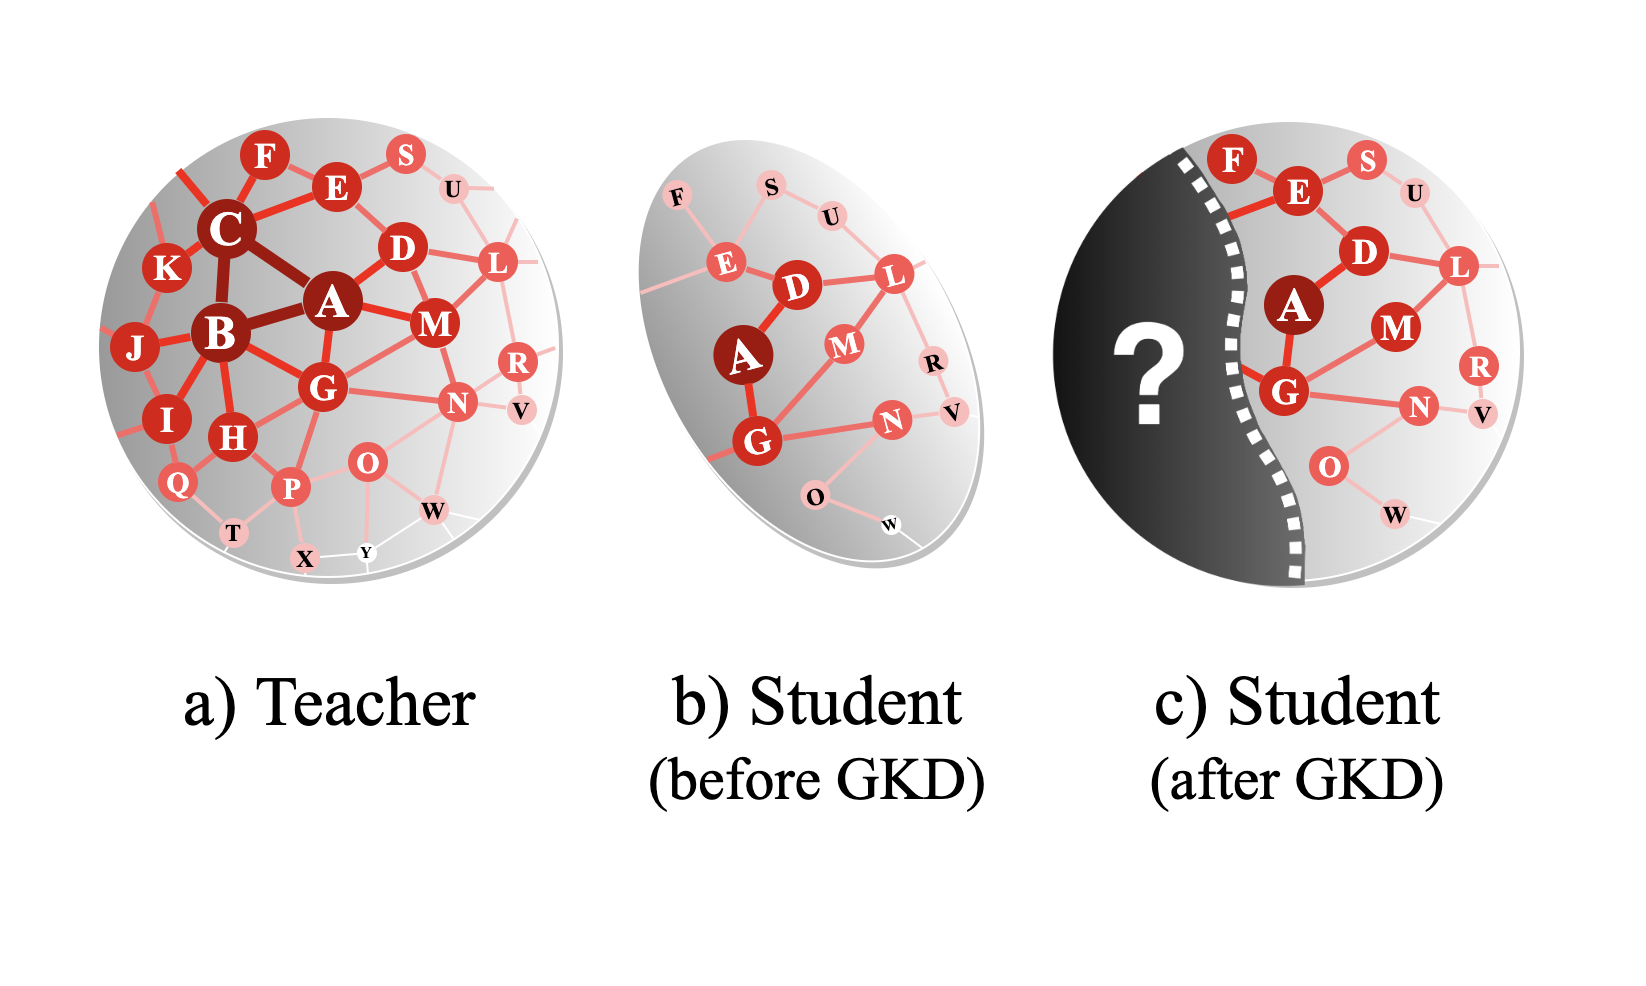 F
E
S
U
C
K
D
L
A
B
M
J
G
R
I
H
N
V
O
Q
P
T
W
X
Y
F
S
U
E
D
L
A
M
R
G
N
V
O
W
F
E
S
U
D
L
A
M
?
G
R
N
V
O
W
a) Teacher
b) Student
(before GKD)
c) Student
(after GKD)